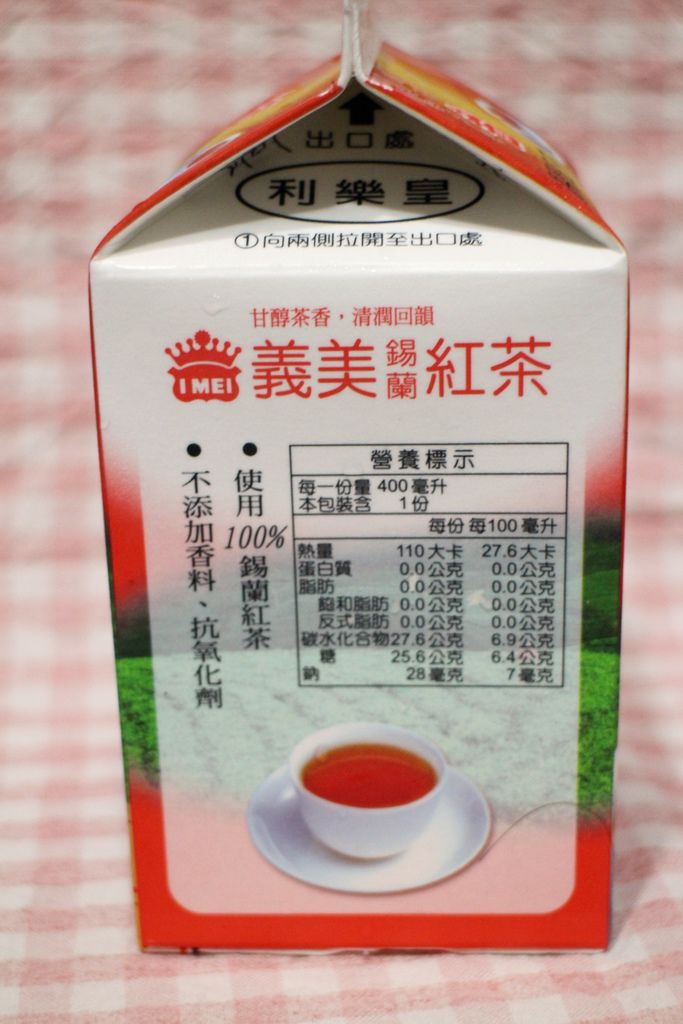 出口處
利樂皇
①向兩側拉開至出口處
甘醇茶香，清潤回韻
I MEI 義美錫蘭紅茶
● 使用100%錫蘭紅茶
● 不添加香料、抗氧化劑
營養標示
每一份量 400 毫升
本包裝含 1 份
每份 每100 毫升
熱量 110 大卡 27.6 大卡
蛋白質 0.0 公克 0.0 公克
脂肪 0.0 公克 0.0 公克
飽和脂肪 0.0 公克 0.0 公克
反式脂肪 0.0 公克 0.0 公克
碳水化合物 27.6 公克 6.9 公克
糖 25.6 公克 6.4 公克
鈉 28 毫克 7 毫克